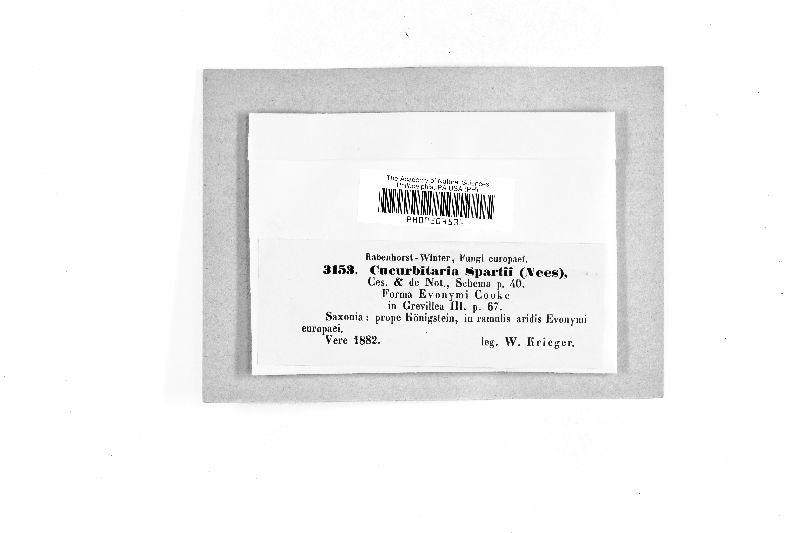 The Academy of Natural Sciences
Philadelphia, PA USA (PH)
Rabenhorst-Winter, Fungi europaei.
3153. Cucurbitaria Spartii (Nees),
Ces. & de Not., Schema p. 40.
Forma Evonymi Cooke
in Grevillea III. p. 67.
Saxonia: prope Königstein, in ramulis aridis Evonymi
europaei.
Vere 1882. leg. W. Krieger.